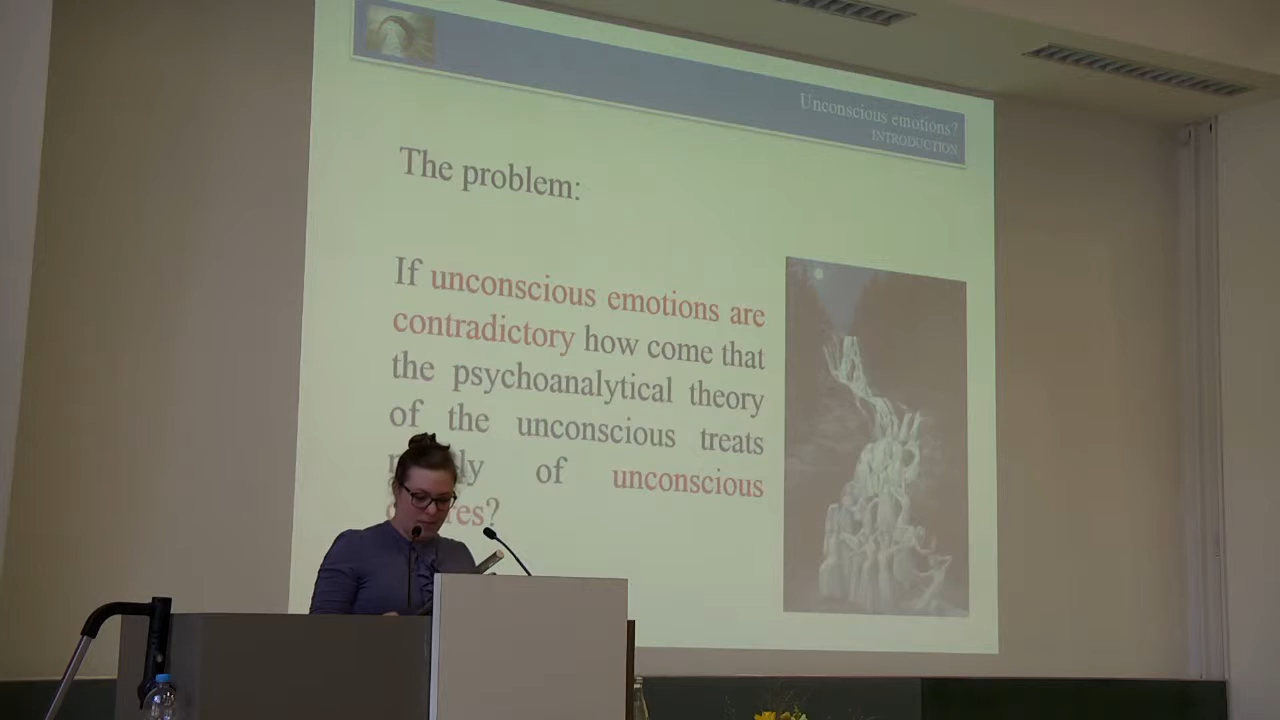 Unconscious emotions?
INTRODUCTION
The problem:
If unconscious emotions are
contradictory how come that
the psychoanalytical theory
of the unconscious treats
of unconscious